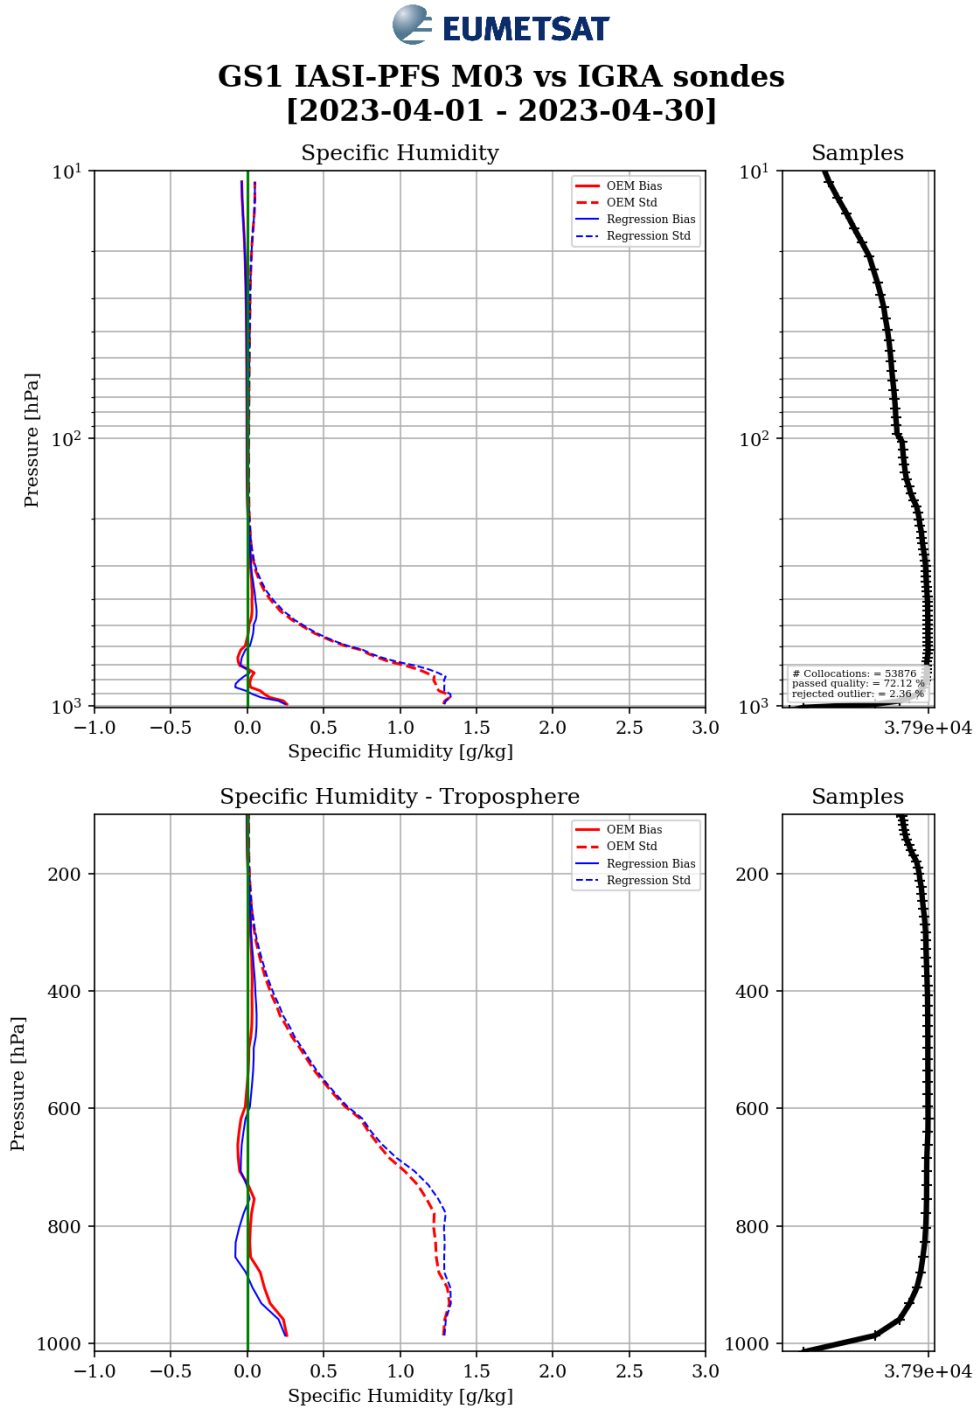 EUMETSAT
GS1 IASI-PFS M03 vs IGRA sondes
[2023-04-01 - 2023-04-30]
Specific Humidity
Samples
10¹
10²
10³
Pressure [hPa]
OEM Bias
OEM Std
Regression Bias
Regression Std
−1.0 −0.5 0.0 0.5 1.0 1.5 2.0 2.5 3.0
Specific Humidity [g/kg]
10¹
10²
10³
# Collocations: = 53876
passed quality: = 72.12 %
rejected outlier: = 2.36 %
3.79e+04
Specific Humidity - Troposphere
Samples
200
400
600
800
1000
Pressure [hPa]
OEM Bias
OEM Std
Regression Bias
Regression Std
−1.0 −0.5 0.0 0.5 1.0 1.5 2.0 2.5 3.0
Specific Humidity [g/kg]
200
400
600
800
1000
3.79e+04